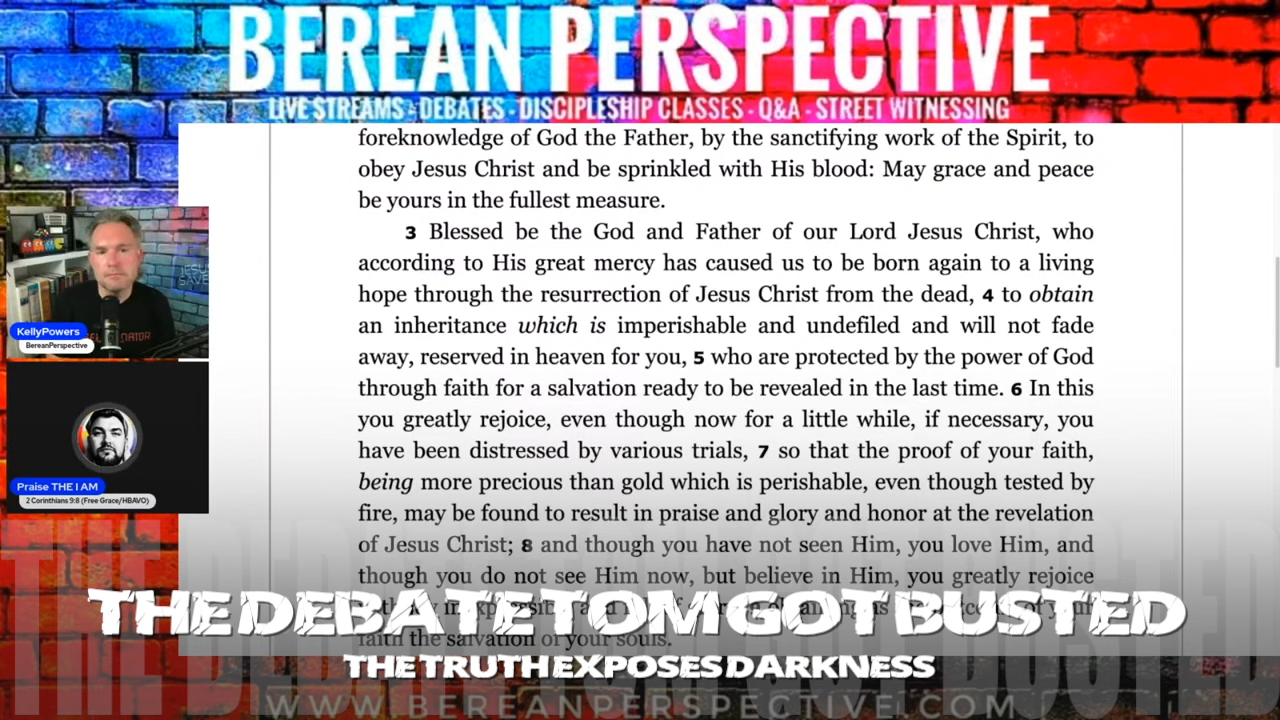 BEREAN PERSPECTIVE
LIVE STREAMS - DEBATES - DISCIPLESHIP CLASSES - Q&A - STREET WITNESSING
foreknowledge of God the Father, by the sanctifying work of the Spirit, to
obey Jesus Christ and be sprinkled with His blood: May grace and peace
be yours in the fullest measure.
3 Blessed be the God and Father of our Lord Jesus Christ, who
according to His great mercy has caused us to be born again to a living
hope through the resurrection of Jesus Christ from the dead, 4 to obtain
an inheritance which is imperishable and undefiled and will not fade
away, reserved in heaven for you, 5 who are protected by the power of God
through faith for a salvation ready to be revealed in the last time. 6 In this
you greatly rejoice, even though now for a little while, if necessary, you
have been distressed by various trials, 7 so that the proof of your faith,
being more precious than gold which is perishable, even though tested by
fire, may be found to result in praise and glory and honor at the revelation
of Jesus Christ; 8 and though you have not seen Him, you love Him, and
though you do not see Him now, but believe in Him, you greatly rejoice
faith the salvation of your souls.
JESUS
SAVES
KellyPowers
BereanPerspective
Praise THE I AM
2 Corinthians 9:8 (Free Grace/HBAVO)
THE DEBATE TOM GOT BUSTED
THE TRUTH EXPOSES DARKNESS
WWW.BEREANPERSPECTIVE.COM